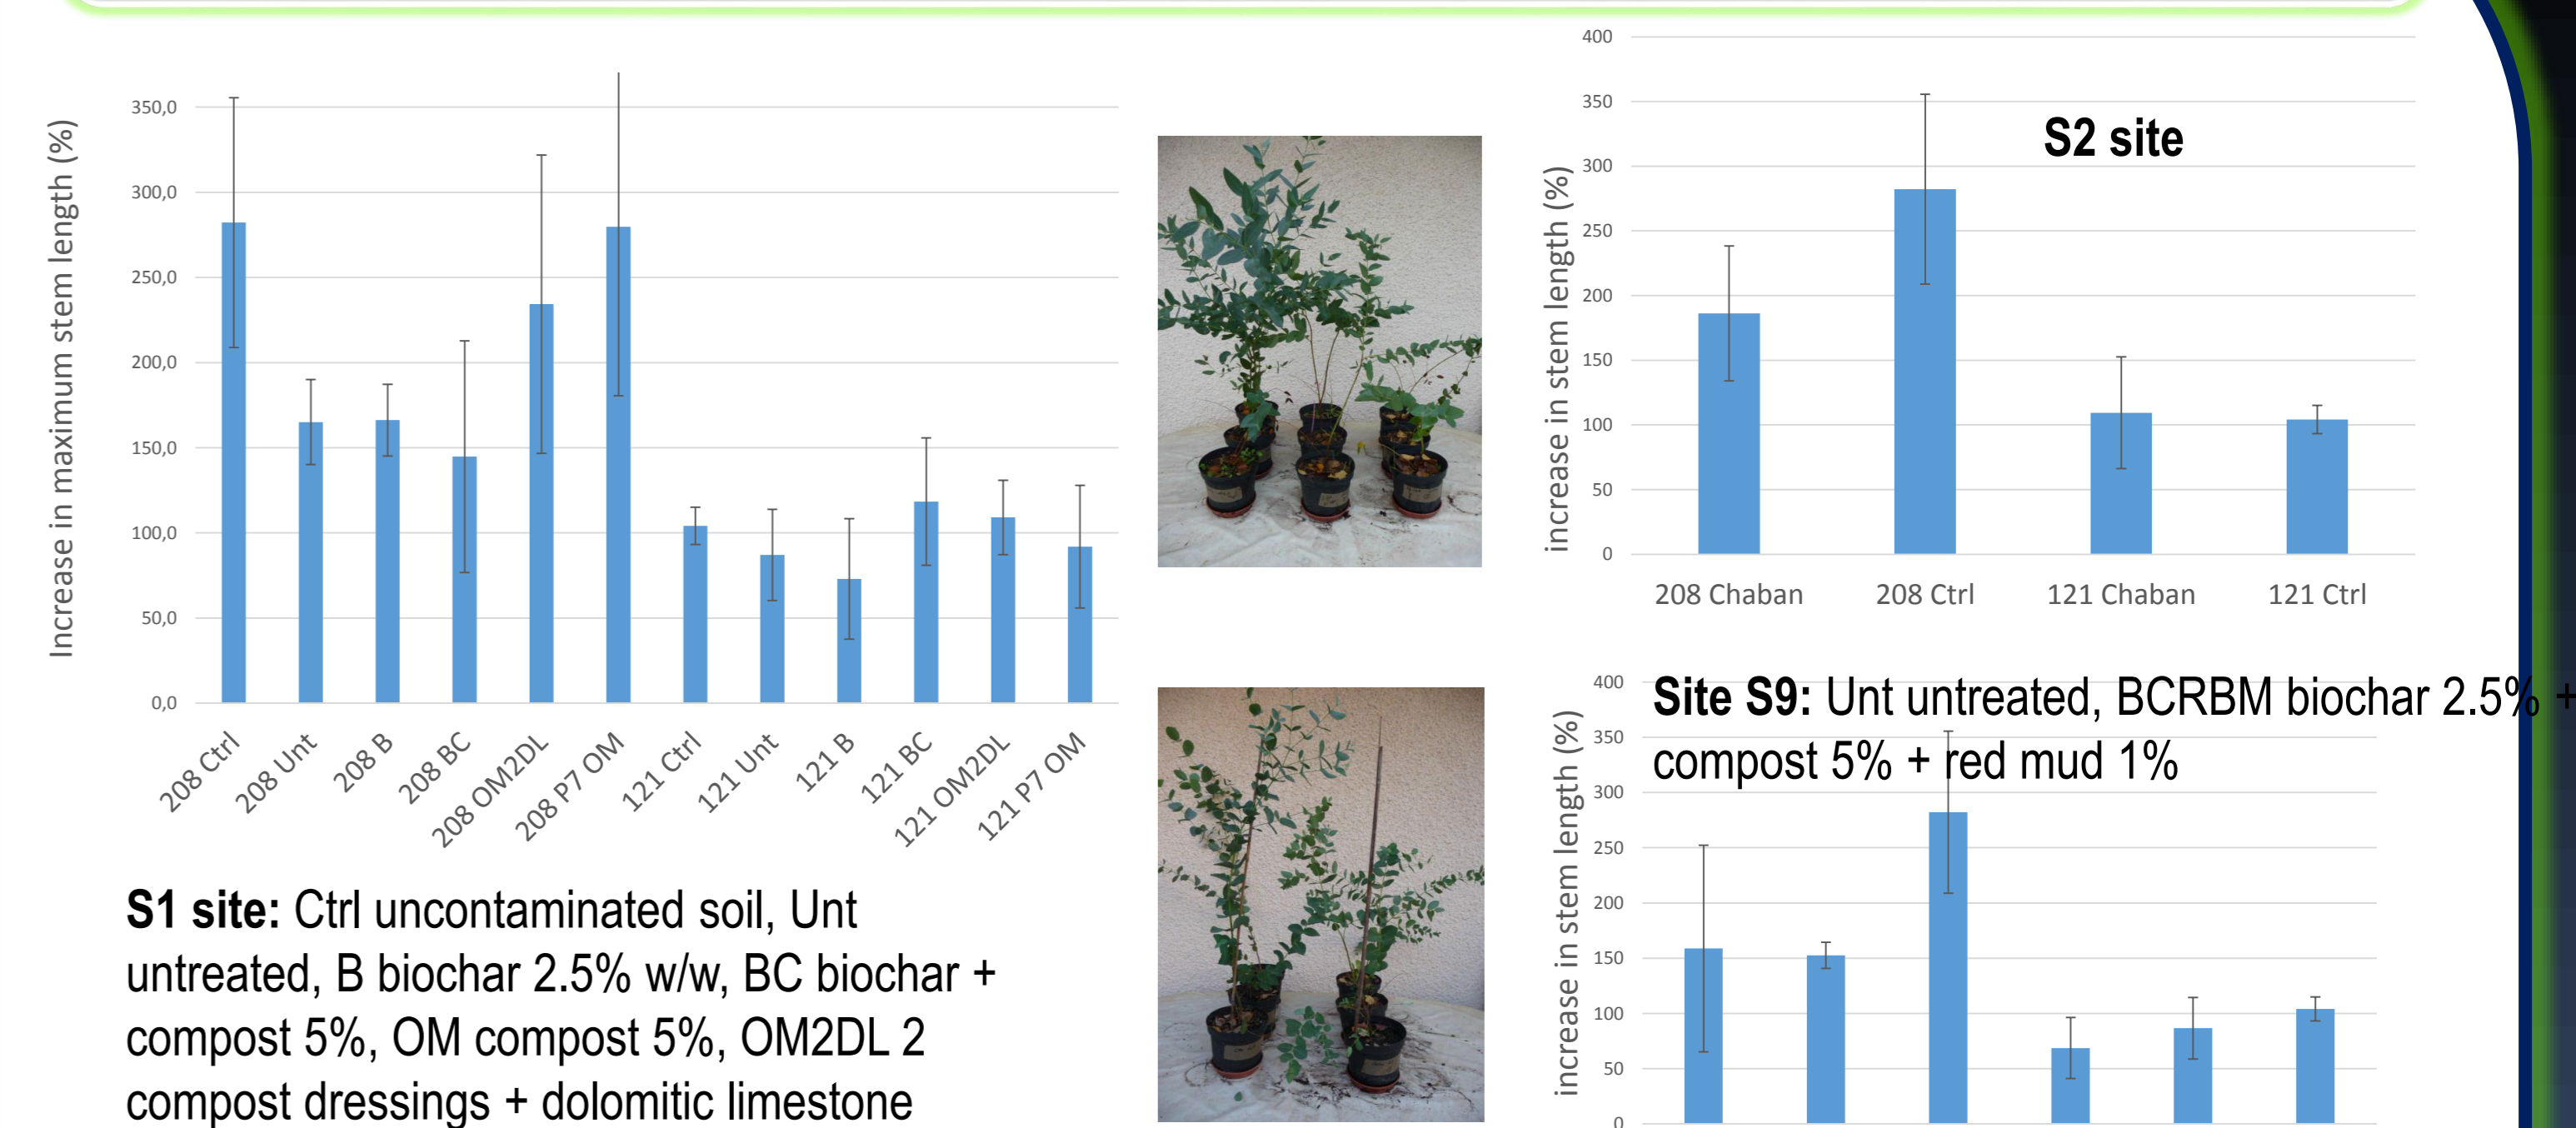 Increase in maximum stem length (%)
350,0
300,0
250,0
200,0
150,0
100,0
50,0
0,0
208 Ctrl
208 Unt
208 B
208 BC
208 OM2DL
208 P7 OM
121 Ctrl
121 Unt
121 B
121 BC
121 OM2DL
121 P7 OM
S1 site: Ctrl uncontaminated soil, Unt
untreated, B biochar 2.5% w/w, BC biochar +
compost 5%, OM compost 5%, OM2DL 2
compost dressings + dolomitic limestone
increase in stem length (%)
400
350
300
250
200
150
100
50
0
S2 site
208 Chaban
208 Ctrl
121 Chaban
121 Ctrl
Site S9: Unt untreated, BCRBM biochar 2.5% +
compost 5% + red mud 1%
increase in stem length (%)
400
350
300
250
200
150
100
50
0